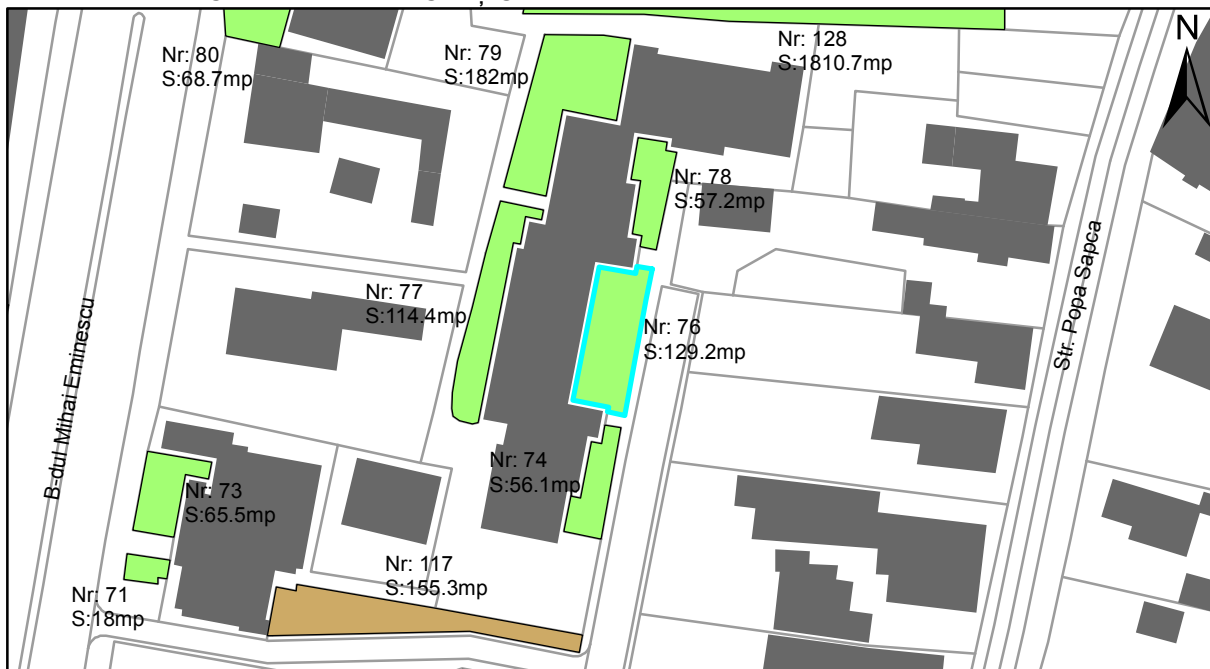 Nr: 80
S:68.7mp
Nr: 79
S:182mp
Nr: 128
S:1810.7mp
N
Nr: 78
S:57.2mp
Nr: 77
S:114.4mp
Nr: 76
S:129.2mp
B-dul Mihai Eminescu
Str. Popa Sapca
Nr: 74
S:56.1mp
Nr: 73
S:65.5mp
Nr: 117
S:155.3mp
Nr: 71
S:18mp